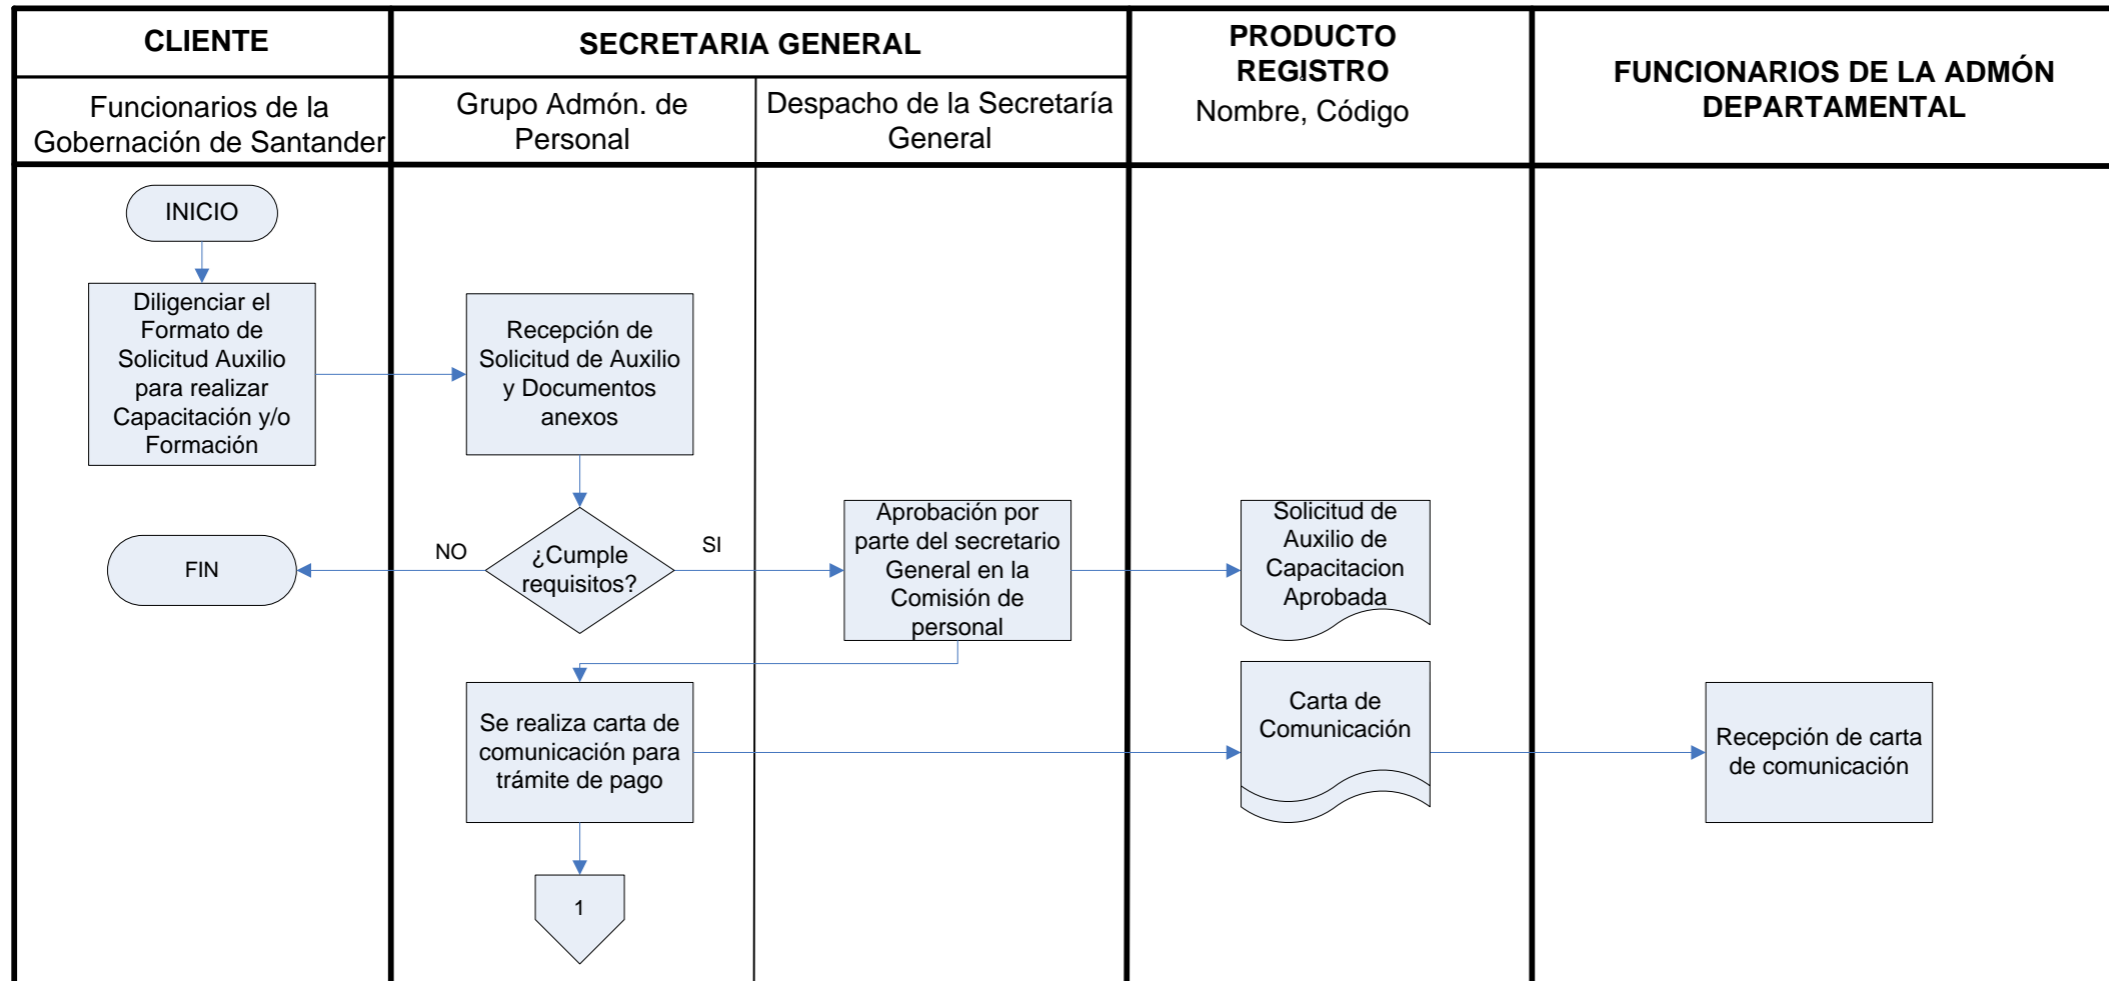 CLIENTE
SECRETARIA GENERAL
PRODUCTO
REGISTRO
Nombre, Código
FUNCIONARIOS DE LA ADMÓN
DEPARTAMENTAL
Funcionarios de la
Gobernación de Santander
Grupo Admón. de
Personal
Despacho de la Secretaría
General
INICIO
Diligenciar el
Formato de
Solicitud Auxilio
para realizar
Capacitación y/o
Formación
Recepción de
Solicitud de Auxilio
y Documentos
anexos
FIN
NO
¿Cumple
requisitos?
SI
Aprobación por
parte del secretario
General en la
Comisión de
personal
Solicitud de
Auxilio de
Capacitacion
Aprobada
Se realiza carta de
comunicación para
trámite de pago
Carta de
Comunicación
Recepción de carta
de comunicación
1